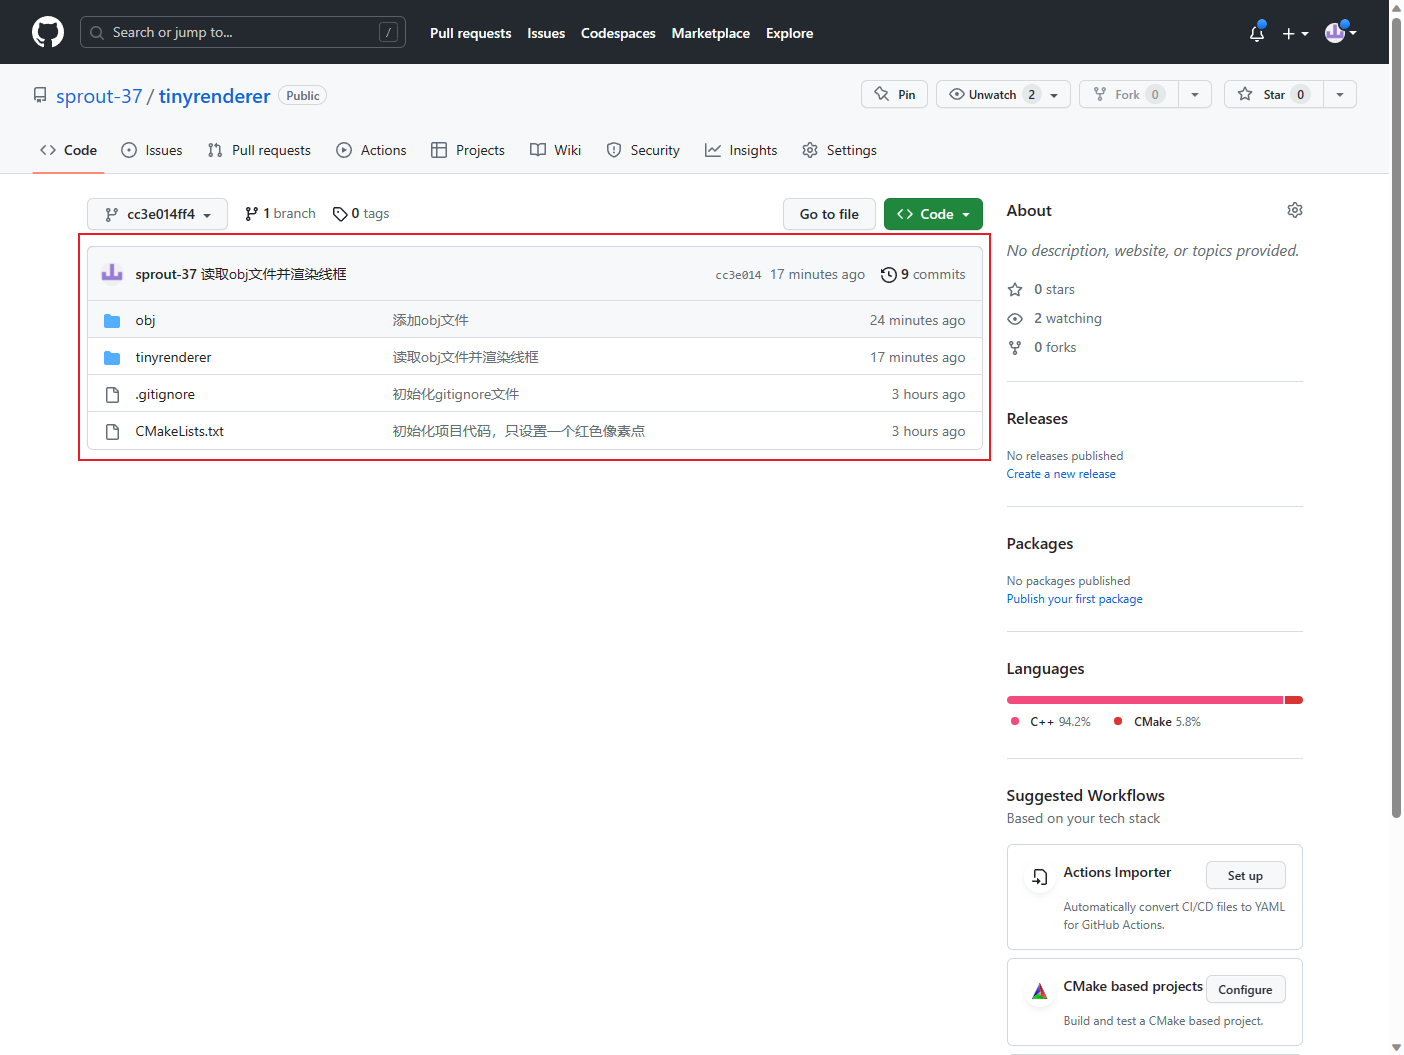 Search or jump to... / Pull requests Issues Codespaces Marketplace Explore
sprout-37 / tinyrenderer Public Pin Unwatch 2 Fork 0 Star 0
Code Issues Pull requests Actions Projects Wiki Security Insights Settings
cc3e014ff4 1 branch 0 tags Go to file Code
sprout-37 读取obj文件并渲染线框 cc3e014 17 minutes ago 9 commits
obj 添加obj文件 24 minutes ago
tinyrenderer 读取obj文件并渲染线框 17 minutes ago
.gitignore 初始化gitignore文件 3 hours ago
CMakeLists.txt 初始化项目代码，只设置一个红色像素点 3 hours ago
About
No description, website, or topics provided.
0 stars
2 watching
0 forks
Releases
No releases published
Create a new release
Packages
No packages published
Publish your first package
Languages
C++ 94.2% CMake 5.8%
Suggested Workflows
Based on your tech stack
Actions Importer Set up
Automatically convert CI/CD files to YAML
for GitHub Actions.
CMake based projects Configure
Build and test a CMake based project.